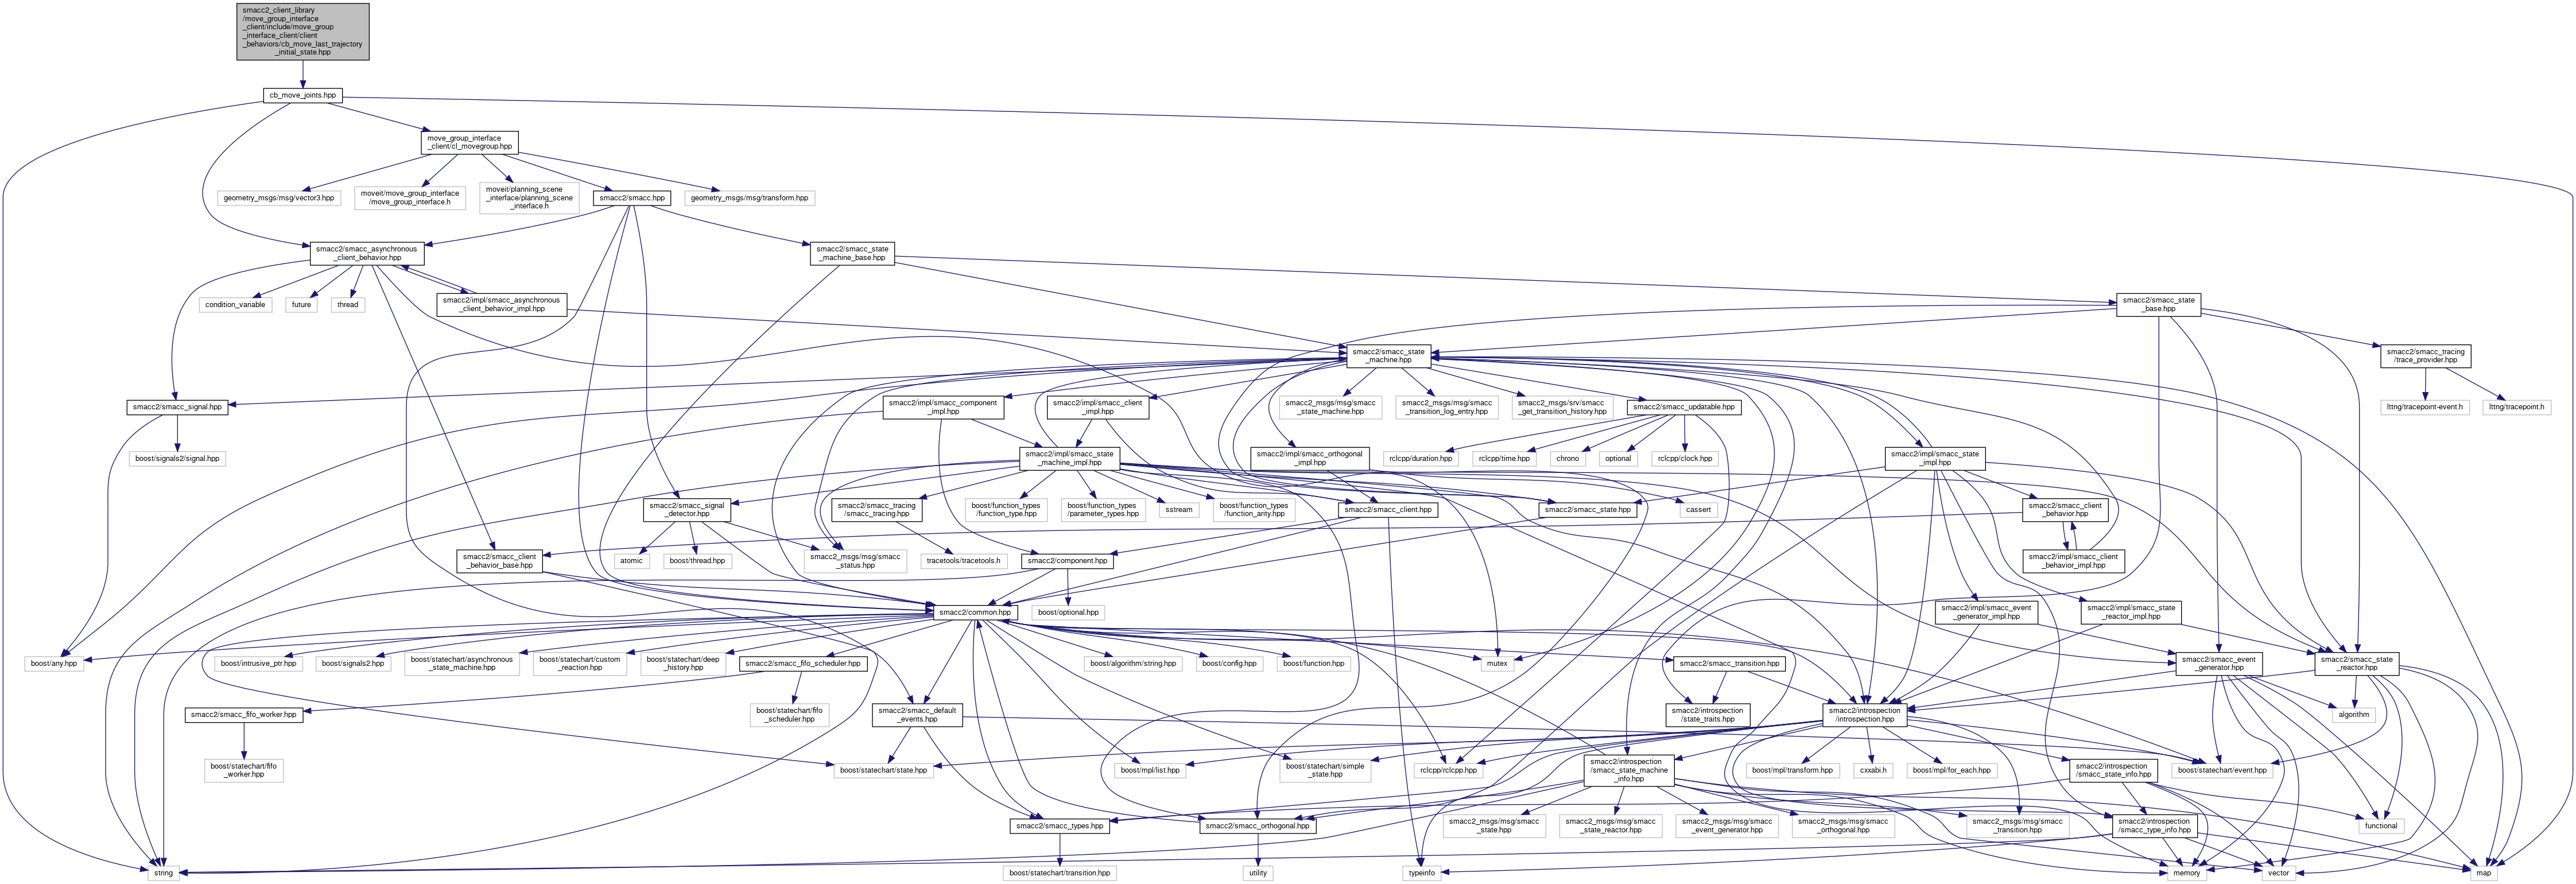 smacc2_client_library
/move_group_interface
_client/include/move_group
_interface_client/client
_behaviors/cb_move_last_trajectory
_initial_state.hpp
cb_move_joints.hpp
move_group_interface
_client/cl_movegroup.hpp
geometry_msgs/msg/vector3.hpp
moveit/move_group_interface
/move_group_interface.h
moveit/planning_scene
_interface/planning_scene
_interface.h
smacc2/smacc.hpp
geometry_msgs/msg/transform.hpp
smacc2/smacc_asynchronous
_client_behavior.hpp
smacc2/smacc_state
_machine_base.hpp
condition_variable
future
thread
smacc2/impl/smacc_asynchronous
_client_behavior_impl.hpp
smacc2/smacc_state
_base.hpp
smacc2/smacc_state
_machine.hpp
smacc2/smacc_tracing
/trace_provider.hpp
smacc2/smacc_signal.hpp
smacc2/impl/smacc_component
_impl.hpp
smacc2/impl/smacc_client
_impl.hpp
smacc2_msgs/msg/smacc
_state_machine.hpp
smacc2_msgs/msg/smacc
_transition_log_entry.hpp
smacc2_msgs/srv/smacc
_get_transition_history.hpp
smacc2/smacc_updatable.hpp
lttng/tracepoint-event.h
lttng/tracepoint.h
boost/signals2/signal.hpp
smacc2/impl/smacc_state
_machine_impl.hpp
smacc2/impl/smacc_orthogonal
_impl.hpp
rclcpp/duration.hpp
rclcpp/time.hpp
chrono
optional
rclcpp/clock.hpp
smacc2/impl/smacc_state
_impl.hpp
smacc2/smacc_signal
_detector.hpp
smacc2/smacc_tracing
/smacc_tracing.hpp
boost/function_types
/function_type.hpp
boost/function_types
/parameter_types.hpp
sstream
boost/function_types
/function_arity.hpp
smacc2/smacc_client.hpp
smacc2/smacc_state.hpp
cassert
smacc2/smacc_client
_behavior.hpp
smacc2/smacc_client
_behavior_base.hpp
atomic
boost/thread.hpp
smacc2_msgs/msg/smacc
_status.hpp
tracetools/tracetools.h
smacc2/component.hpp
smacc2/impl/smacc_client
_behavior_impl.hpp
smacc2/common.hpp
boost/optional.hpp
smacc2/impl/smacc_event
_generator_impl.hpp
smacc2/impl/smacc_state
_reactor_impl.hpp
boost/any.hpp
boost/intrusive_ptr.hpp
boost/signals2.hpp
boost/statechart/asynchronous
_state_machine.hpp
boost/statechart/custom
_reaction.hpp
boost/statechart/deep
_history.hpp
smacc2/smacc_fifo_scheduler.hpp
boost/algorithm/string.hpp
boost/config.hpp
boost/function.hpp
mutex
smacc2/smacc_transition.hpp
smacc2/smacc_event
_generator.hpp
smacc2/smacc_state
_reactor.hpp
smacc2/smacc_fifo_worker.hpp
boost/statechart/fifo
_scheduler.hpp
smacc2/smacc_default
_events.hpp
smacc2/introspection
/state_traits.hpp
smacc2/introspection
/introspection.hpp
algorithm
boost/statechart/fifo
_worker.hpp
boost/statechart/state.hpp
boost/mpl/list.hpp
boost/statechart/simple
_state.hpp
rclcpp/rclcpp.hpp
smacc2/introspection
/smacc_state_machine
_info.hpp
boost/mpl/transform.hpp
cxxabi.h
boost/mpl/for_each.hpp
smacc2/introspection
/smacc_state_info.hpp
boost/statechart/event.hpp
smacc2/smacc_types.hpp
smacc2/smacc_orthogonal.hpp
smacc2_msgs/msg/smacc
_state.hpp
smacc2_msgs/msg/smacc
_state_reactor.hpp
smacc2_msgs/msg/smacc
_event_generator.hpp
smacc2_msgs/msg/smacc
_orthogonal.hpp
smacc2_msgs/msg/smacc
_transition.hpp
smacc2/introspection
/smacc_type_info.hpp
functional
string
boost/statechart/transition.hpp
utility
typeinfo
memory
vector
map